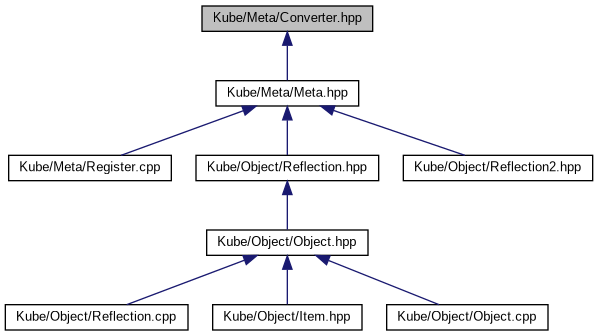 Kube/Meta/Converter.hpp
Kube/Meta/Meta.hpp
Kube/Meta/Register.cpp
Kube/Object/Reflection.hpp
Kube/Object/Reflection2.hpp
Kube/Object/Object.hpp
Kube/Object/Reflection.cpp
Kube/Object/Item.hpp
Kube/Object/Object.cpp